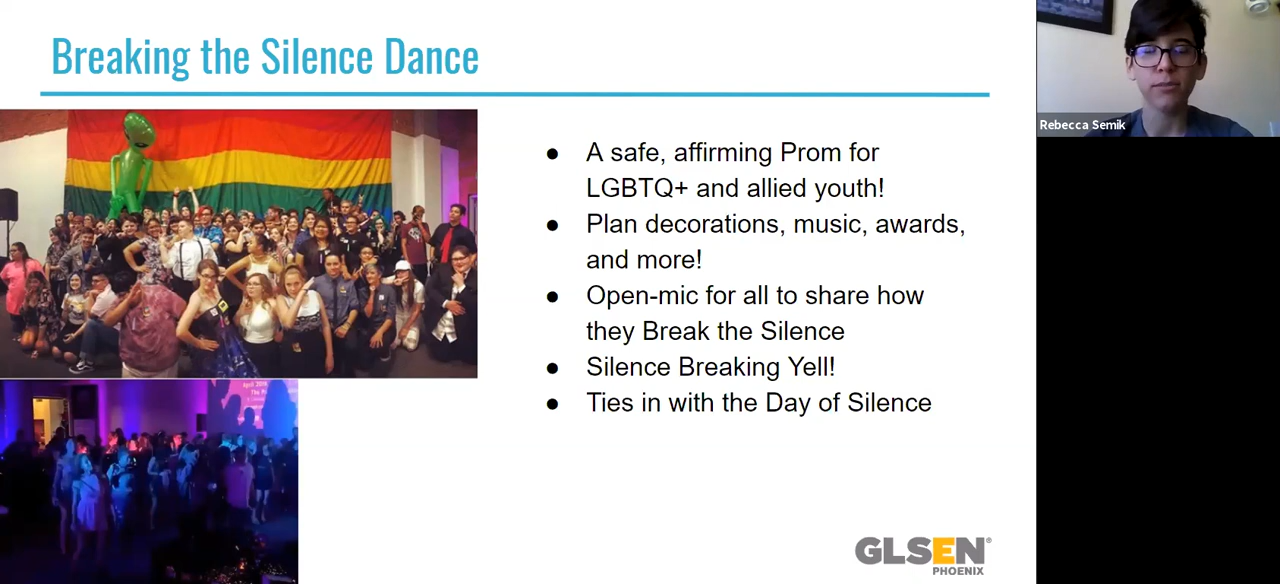 Breaking the Silence Dance
Rebecca Semik
● A safe, affirming Prom for
LGBTQ+ and allied youth!
● Plan decorations, music, awards,
and more!
● Open-mic for all to share how
they Break the Silence
● Silence Breaking Yell!
● Ties in with the Day of Silence
April
The
GLSEN®
PHOENIX